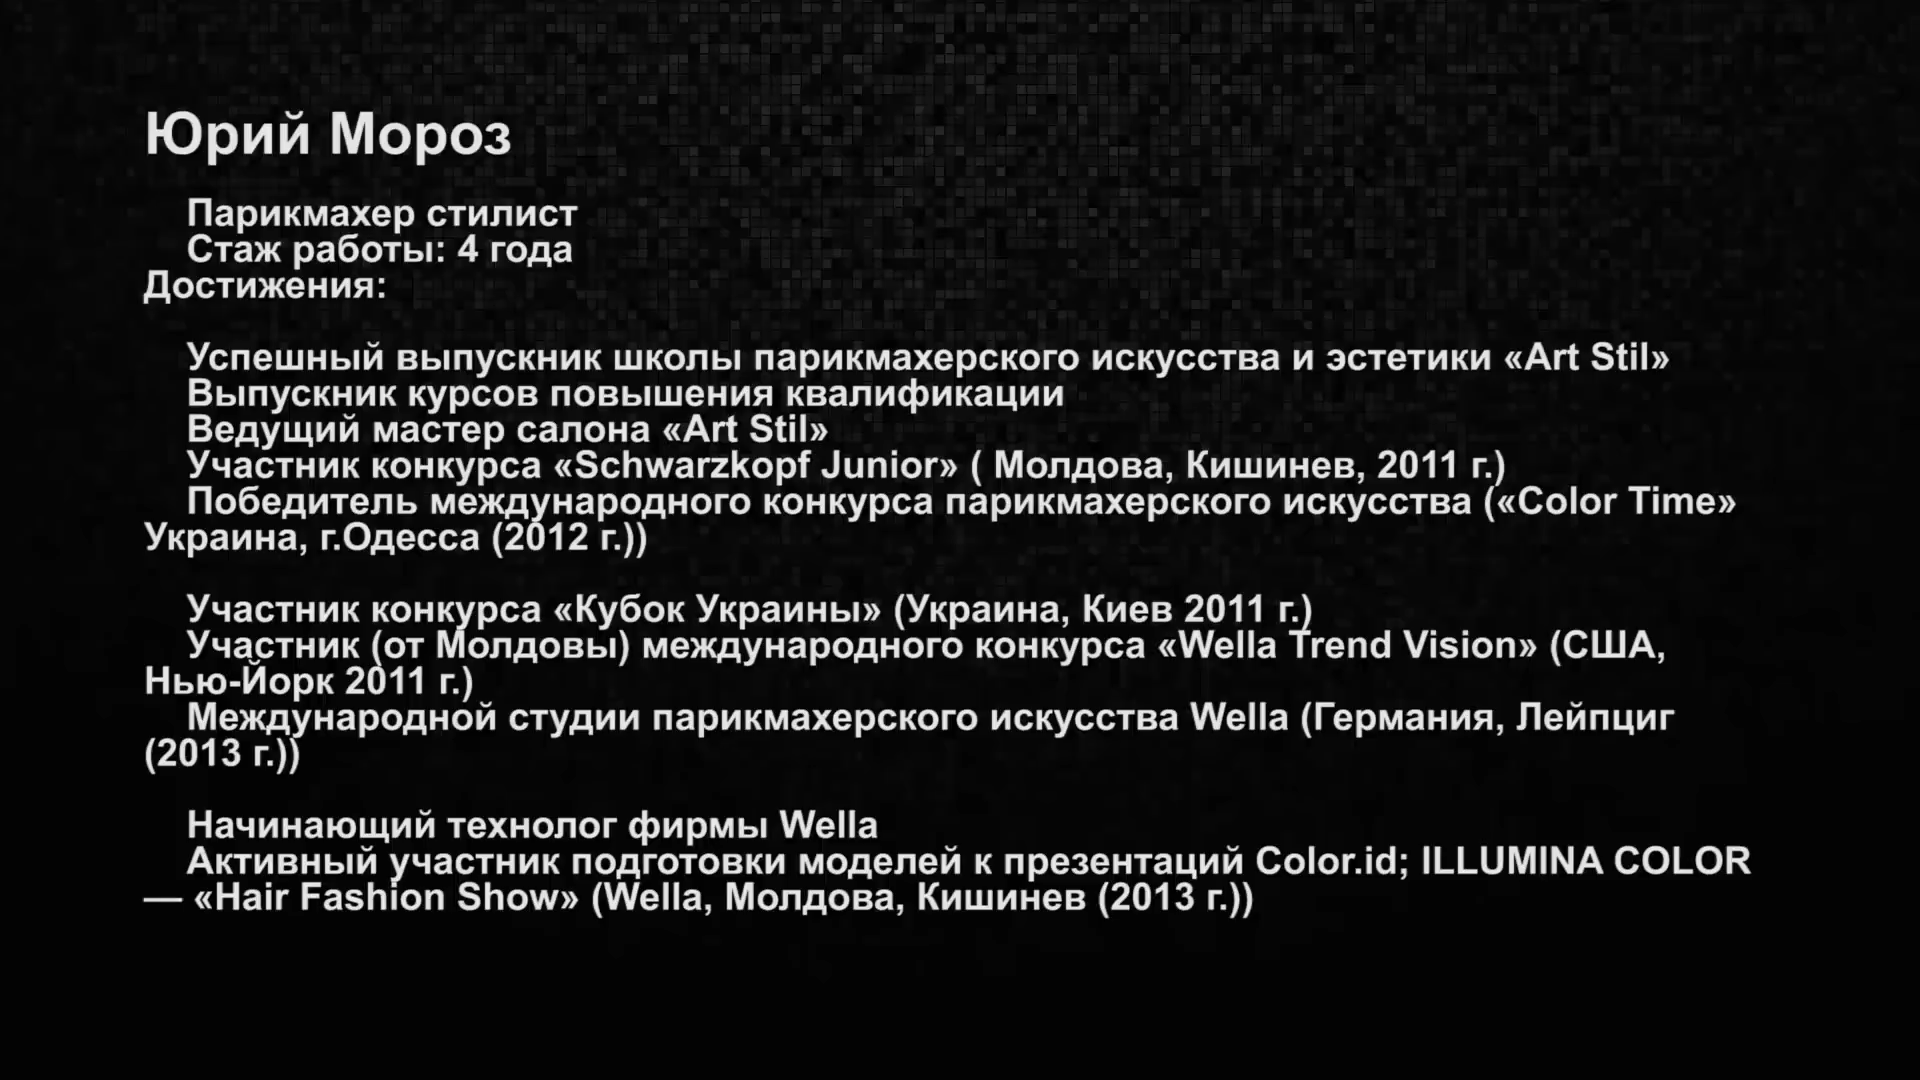 Юрий Мороз
Парикмахер стилист
Стаж работы: 4 года
Достижения:
Успешный выпускник школы парикмахерского искусства и эстетики «Art Stil»
Выпускник курсов повышения квалификации
Ведущий мастер салона «Art Stil»
Участник конкурса «Schwarzkopf Junior» ( Молдова, Кишинев, 2011 г.)
Победитель международного конкурса парикмахерского искусства («Color Time»
Украина, г.Одесса (2012 г.))
Участник конкурса «Кубок Украины» (Украина, Киев 2011 г.)
Участник (от Молдовы) международного конкурса «Wella Trend Vision» (США,
Нью-Йорк 2011 г.)
Международной студии парикмахерского искусства Wella (Германия, Лейпциг
(2013 г.))
Начинающий технолог фирмы Wella
Активный участник подготовки моделей к презентаций Color.id; ILLUMINA COLOR
— «Hair Fashion Show» (Wella, Молдова, Кишинев (2013 г.))